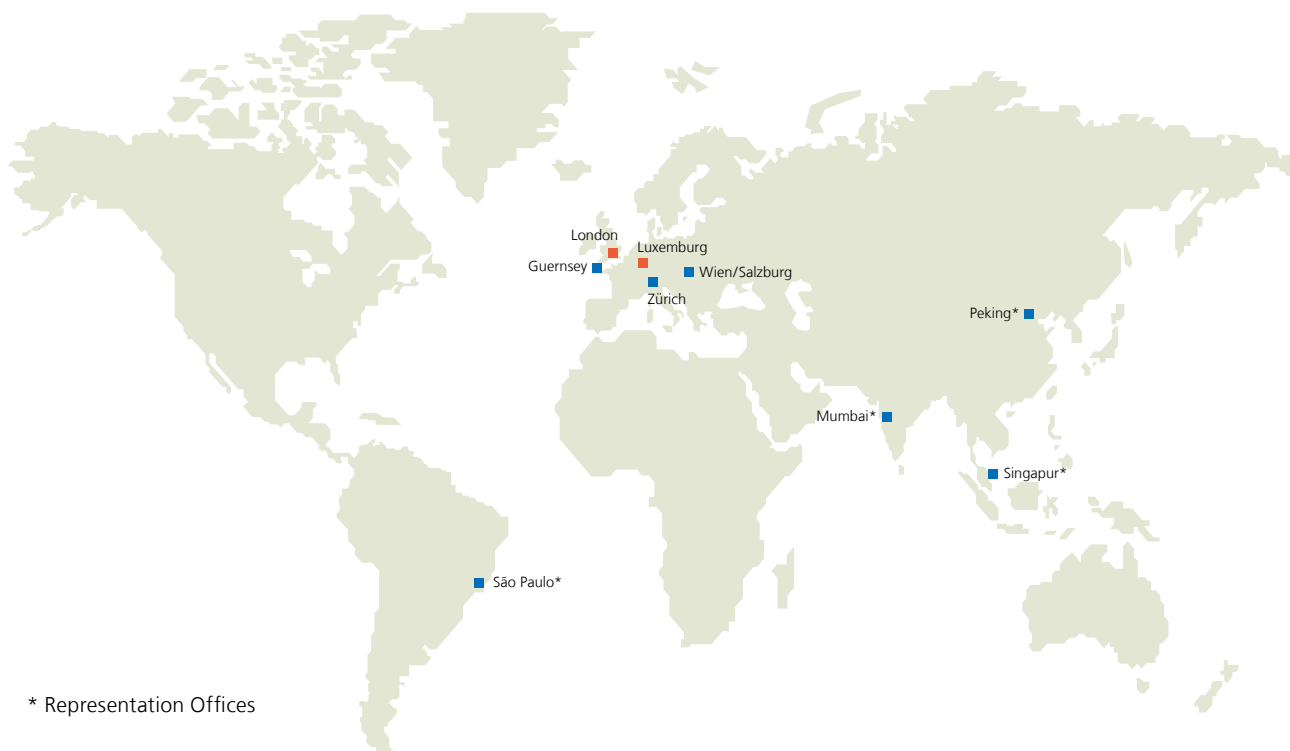 London
Luxemburg
Guernsey
Wien/Salzburg
Zürich
Peking*
Mumbai*
Singapur*
São Paulo*
* Representation Offices